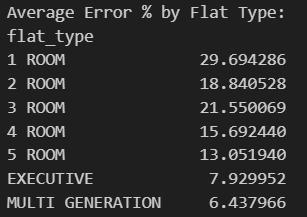 Average Error % by Flat Type:
flat_type
1 ROOM 29.694286
2 ROOM 18.840528
3 ROOM 21.550069
4 ROOM 15.692440
5 ROOM 13.051940
EXECUTIVE 7.929952
MULTI GENERATION 6.437966